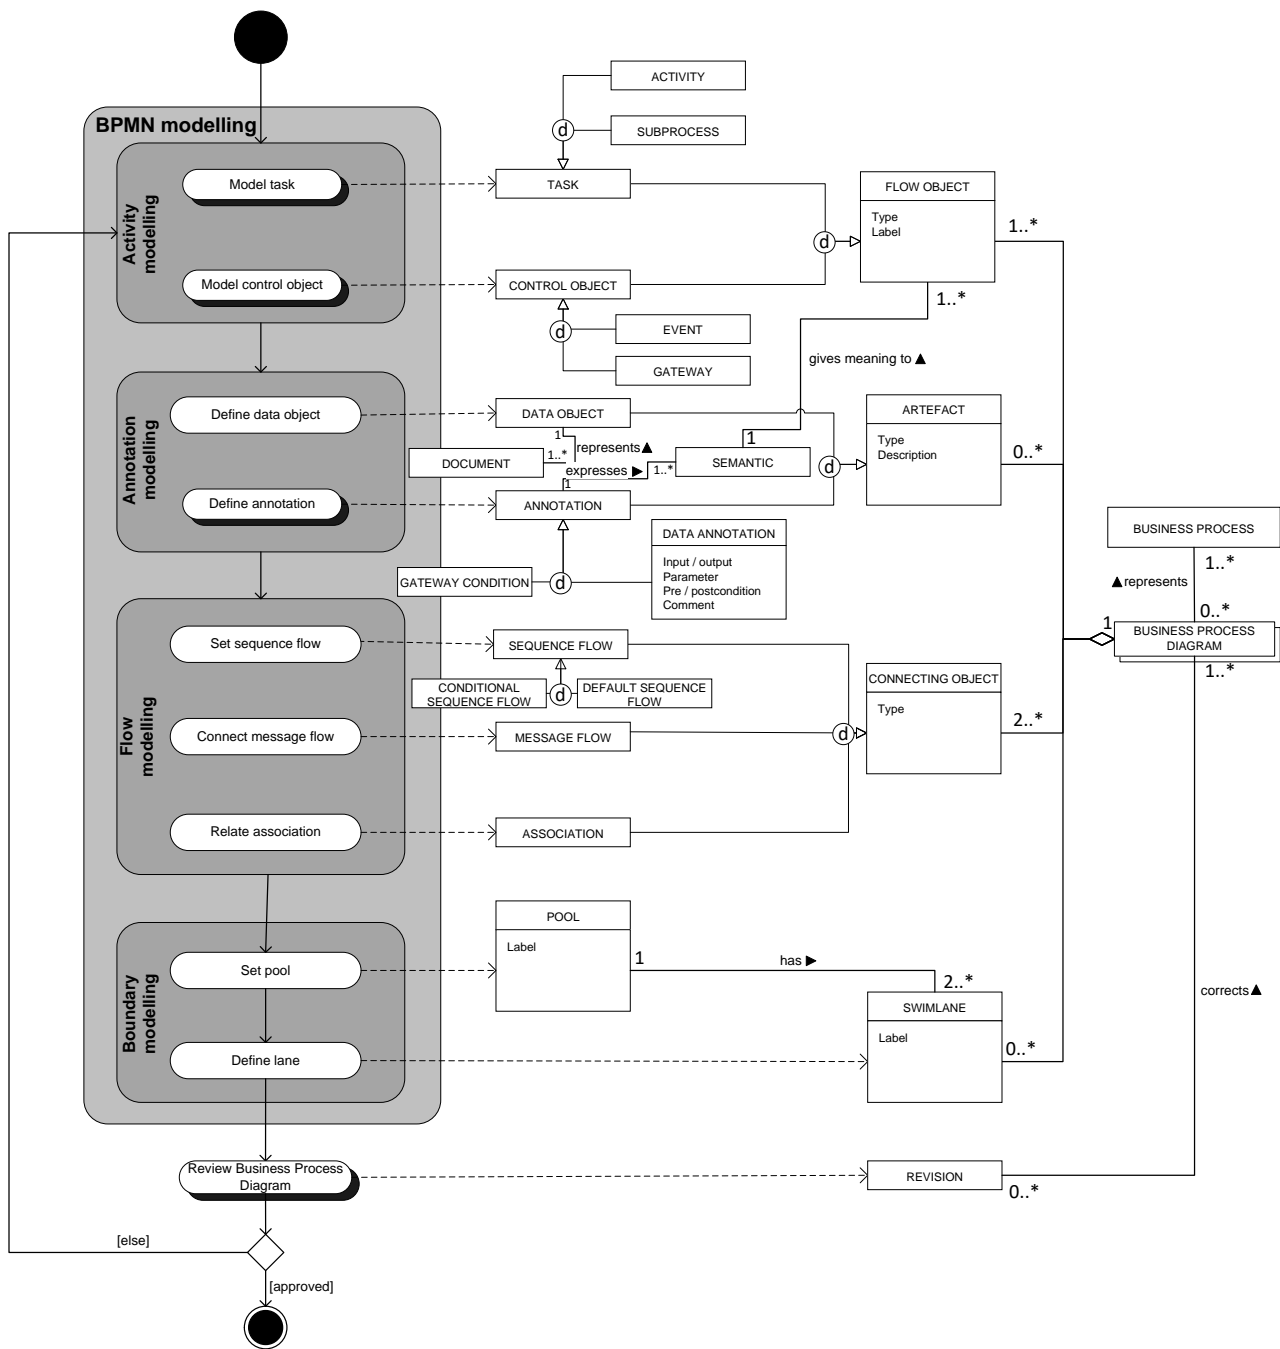 ACTIVITY
BPMN modelling
d
SUBPROCESS
Activity
modelling
Model task
TASK
FLOW OBJECT
Type
Label
1..*
d
Model control object
CONTROL OBJECT
1..*
d
EVENT
gives meaning to ▲
GATEWAY
Annotation
modelling
Define data object
DATA OBJECT
ARTEFACT
Type
Description
0..*
1
represents▲
1
DOCUMENT
1..*
expresses ▶
1..*
SEMANTIC
d
1
Define annotation
ANNOTATION
DATA ANNOTATION
Input / output
Parameter
Pre / postcondition
Comment
GATEWAY CONDITION
d
BUSINESS PROCESS
1..*
▲represents
0..*
1
BUSINESS PROCESS
DIAGRAM
1..*
Flow
modelling
Set sequence flow
SEQUENCE FLOW
CONDITIONAL
SEQUENCE FLOW
d
DEFAULT SEQUENCE
FLOW
CONNECTING OBJECT
Type
2..*
Connect message flow
MESSAGE FLOW
d
Relate association
ASSOCIATION
Boundary
modelling
POOL
Label
Set pool
1
has ▶
2..*
corrects▲
SWIMLANE
Label
Define lane
0..*
Review Business Process
Diagram
REVISION
0..*
[else]
[approved]